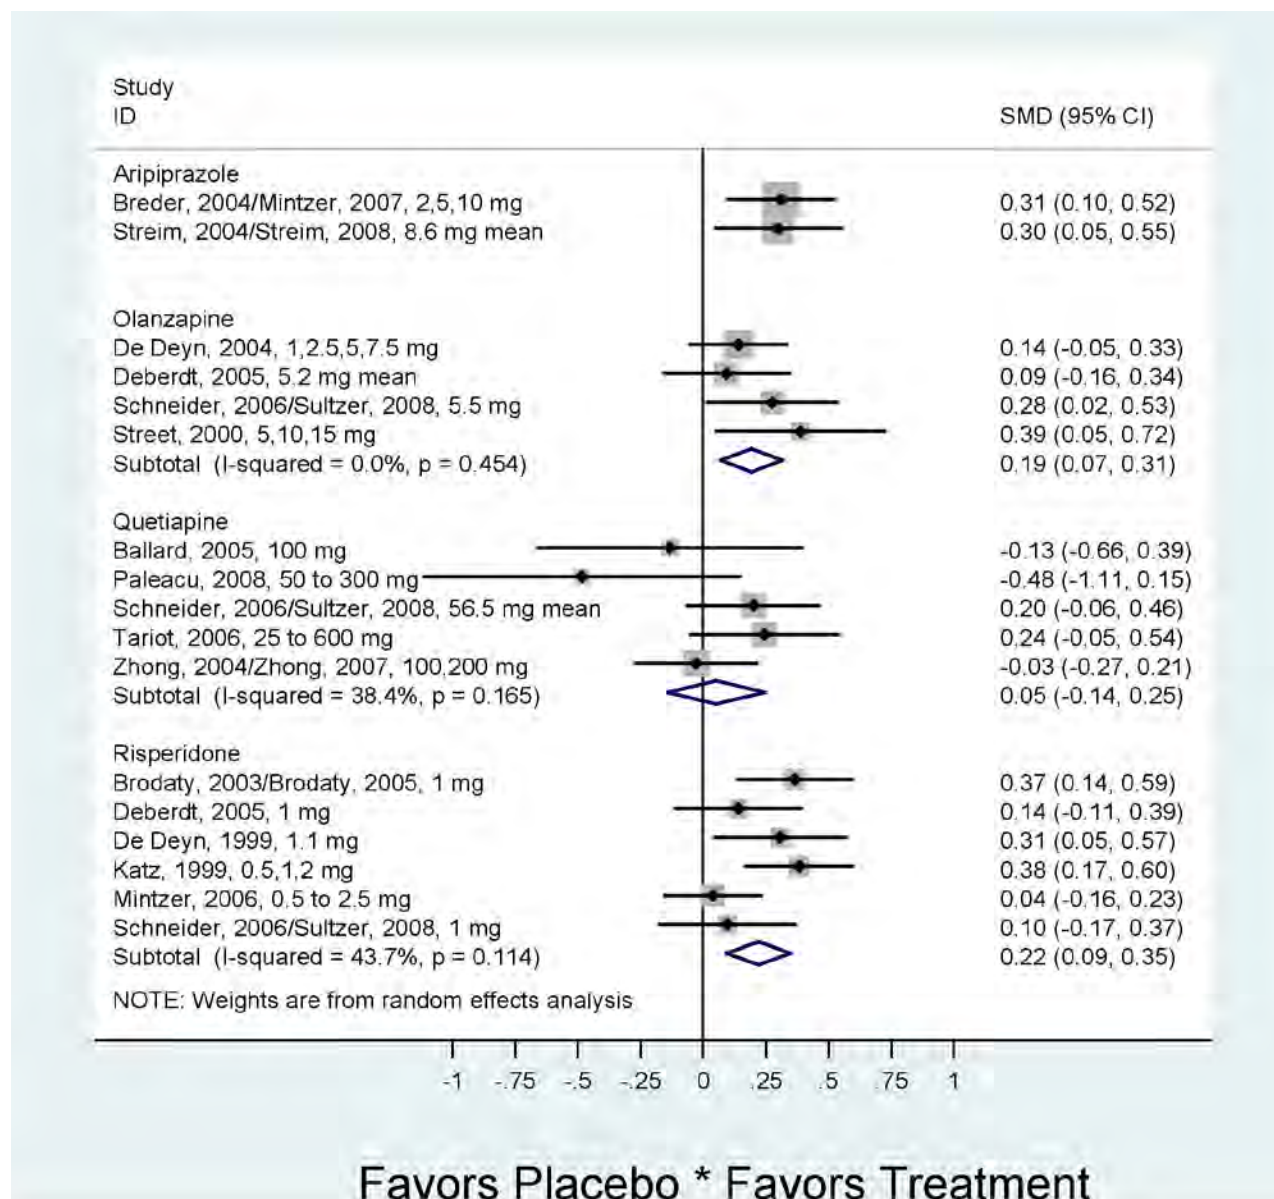 Study
ID SMD (95% CI)
Aripiprazole
Breder, 2004/Mintzer, 2007, 2,5,10 mg 0.31 (0.10, 0.52)
Streim, 2004/Streim, 2008, 8.6 mg mean 0.30 (0.05, 0.55)
Olanzapine
De Deyn, 2004, 1,2.5,5,7.5 mg 0.14 (-0.05, 0.33)
Deberdt, 2005, 5.2 mg mean 0.09 (-0.16, 0.34)
Schneider, 2006/Sultzer, 2008, 5.5 mg 0.28 (0.02, 0.53)
Street, 2000, 5,10,15 mg 0.39 (0.05, 0.72)
Subtotal (I-squared = 0.0%, p = 0.454) 0.19 (0.07, 0.31)
Quetiapine
Ballard, 2005, 100 mg -0.13 (-0.66, 0.39)
Paleacu, 2008, 50 to 300 mg -0.48 (-1.11, 0.15)
Schneider, 2006/Sultzer, 2008, 56.5 mg mean 0.20 (-0.06, 0.46)
Tariot, 2006, 25 to 600 mg 0.24 (-0.05, 0.54)
Zhong, 2004/Zhong, 2007, 100,200 mg -0.03 (-0.27, 0.21)
Subtotal (I-squared = 38.4%, p = 0.165) 0.05 (-0.14, 0.25)
Risperidone
Brodaty, 2003/Brodaty, 2005, 1 mg 0.37 (0.14, 0.59)
Deberdt, 2005, 1 mg 0.14 (-0.11, 0.39)
De Deyn, 1999, 1.1 mg 0.31 (0.05, 0.57)
Katz, 1999, 0.5,1,2 mg 0.38 (0.17, 0.60)
Mintzer, 2006, 0.5 to 2.5 mg 0.04 (-0.16, 0.23)
Schneider, 2006/Sultzer, 2008, 1 mg 0.10 (-0.17, 0.37)
Subtotal (I-squared = 43.7%, p = 0.114) 0.22 (0.09, 0.35)
NOTE: Weights are from random effects analysis
-1 -.75 -.5 -.25 0 .25 .5 .75 1
Favors Placebo * Favors Treatment